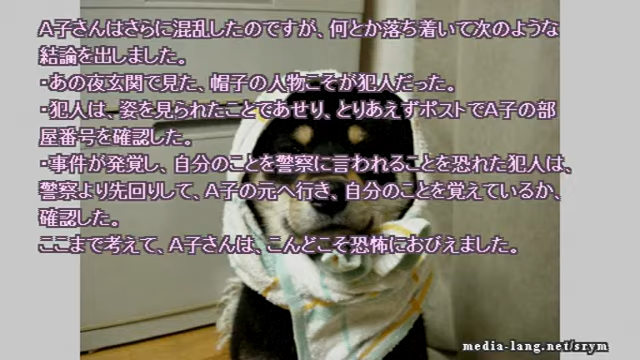 A子さんはさらに混乱したのですが、何とか落ち着いて次のような
結論を出しました。
・あの夜玄関で見た、帽子の人物こそが犯人だった。
・犯人は、姿を見られたことであせり、とりあえずポストでA子の部
屋番号を確認した。
・事件が発覚し、自分のことを警察に言われることを恐れた犯人は、
警察より先回りして、A子の元へ行き、自分のことを覚えているか、
確認した。
ここまで考えて、A子さんは、こんどこそ恐怖におびえました。
media-lang.net/srym